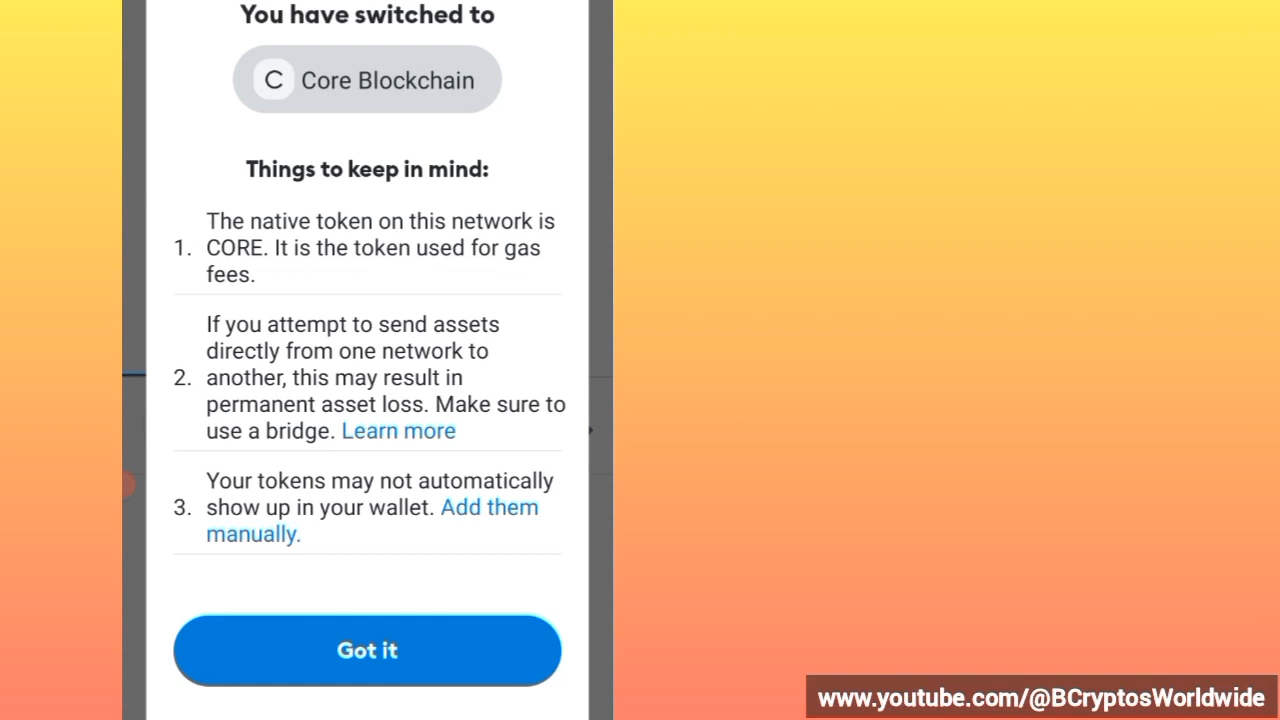 You have switched to
C Core Blockchain
Things to keep in mind:
The native token on this network is
1. CORE. It is the token used for gas
fees.
If you attempt to send assets
directly from one network to
2. another, this may result in
permanent asset loss. Make sure to
use a bridge. Learn more
Your tokens may not automatically
3. show up in your wallet. Add them
manually.
Got it
www.youtube.com/@BCryptosWorldwide